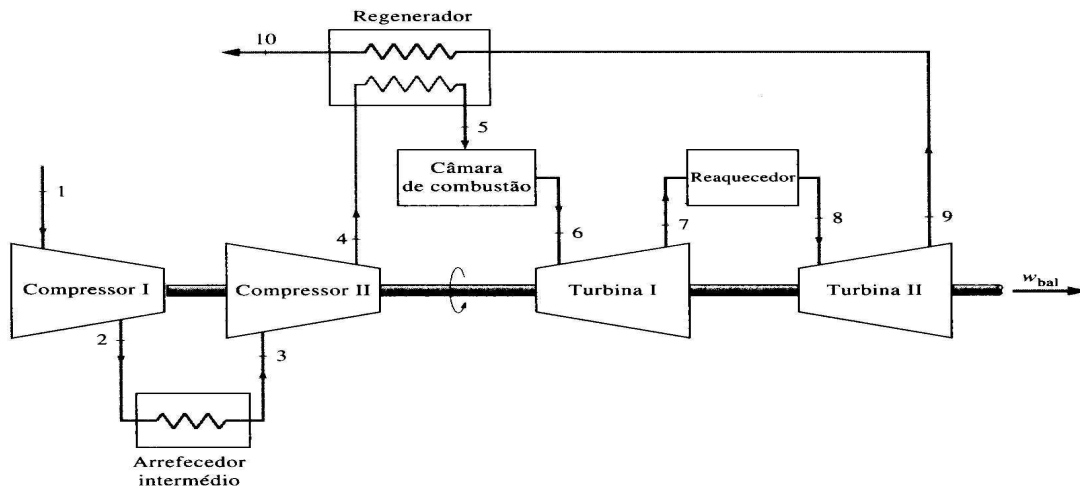 Regenerador
10
5
Câmara
de combustão
Reaquecedor
1
4
6
7
8
9
Compressor I
Compressor II
Turbina I
Turbina II
wbal
2
3
Arrefecedor
intermédio